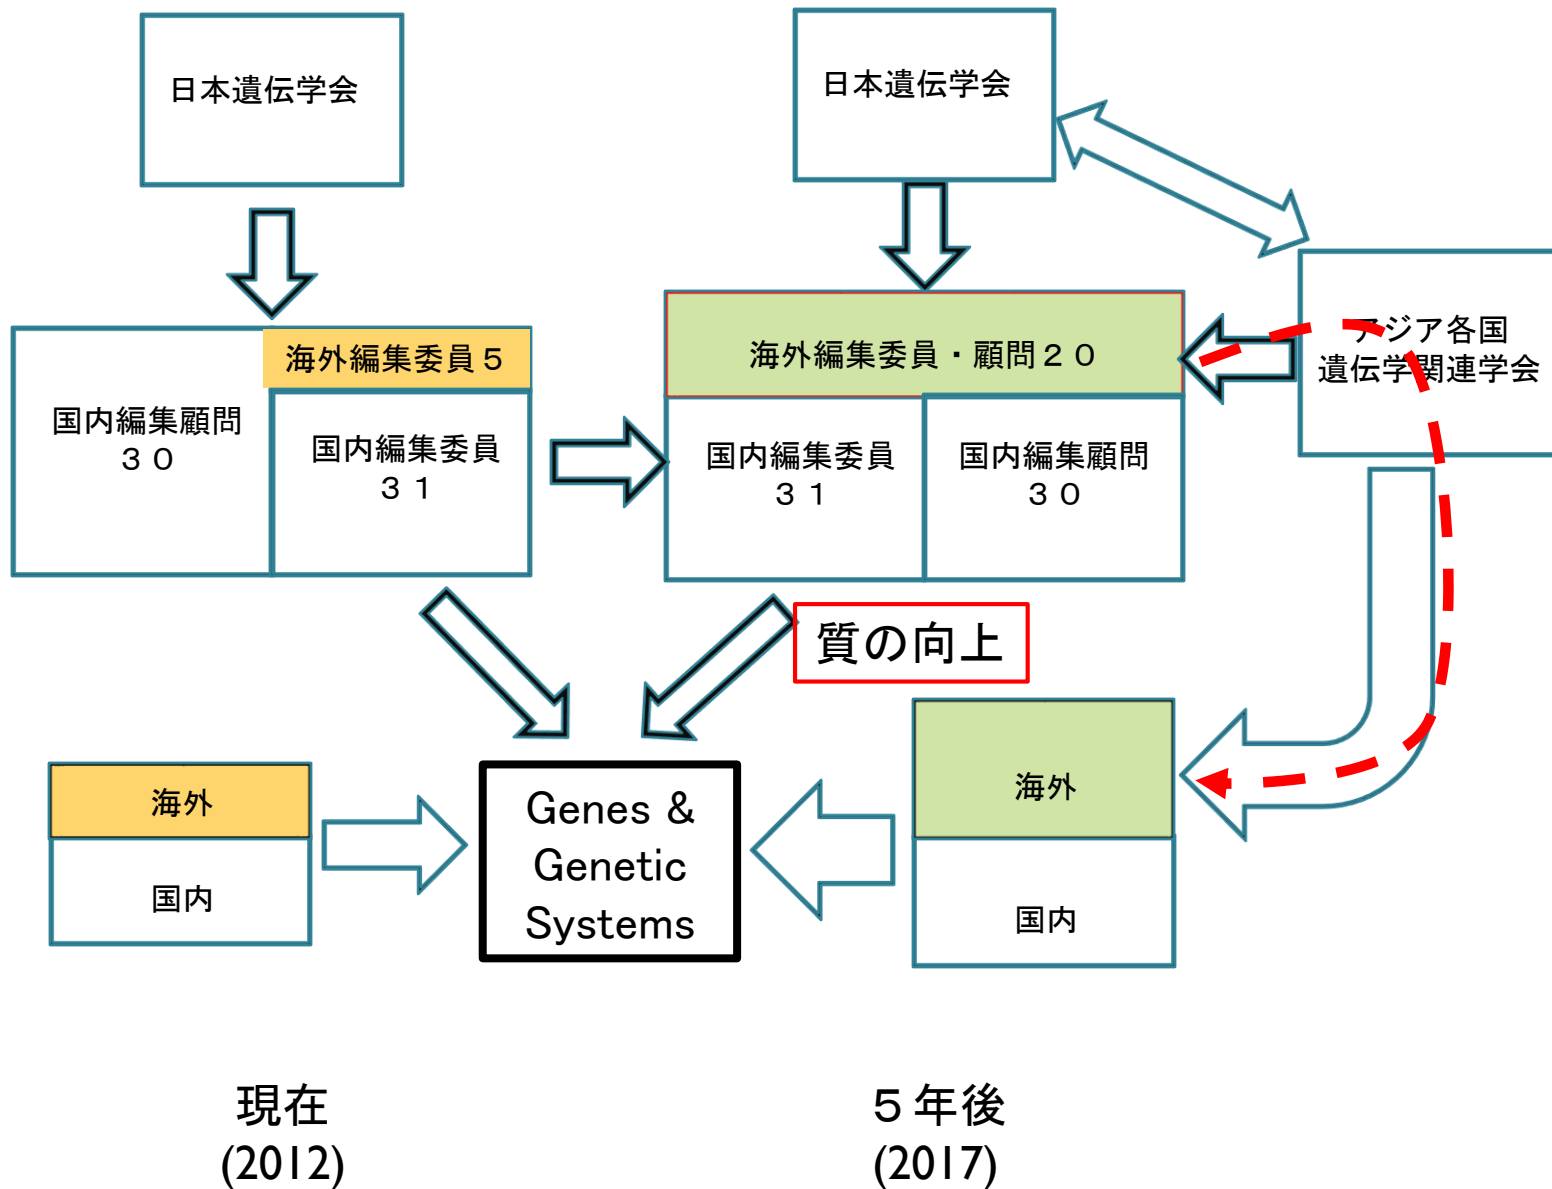 日本遺伝学会
日本遺伝学会
海外編集委員５
国内編集顧問
３０
国内編集委員
３１
海外編集委員・顧問２０
国内編集委員
３１
国内編集顧問
３０
アジア各国
遺伝学関連学会
質の向上
海外
国内
Genes &
Genetic
Systems
海外
国内
現在
(2012)
５年後
(2017)